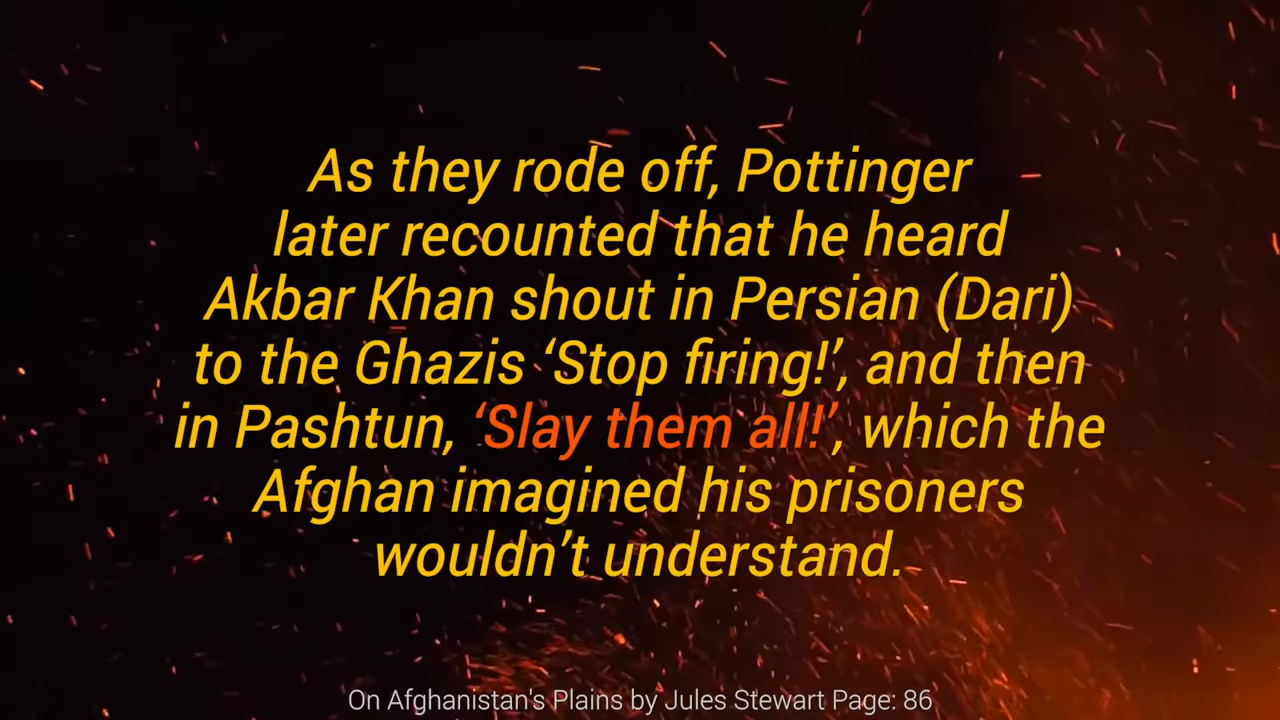 As they rode off, Pottinger
later recounted that he heard
Akbar Khan shout in Persian (Dari)
to the Ghazis ‘Stop firing!’, and then
in Pashtun, ‘Slay them all!’, which the
Afghan imagined his prisoners
wouldn’t understand.
On Afghanistan's Plains by Jules Stewart Page: 86